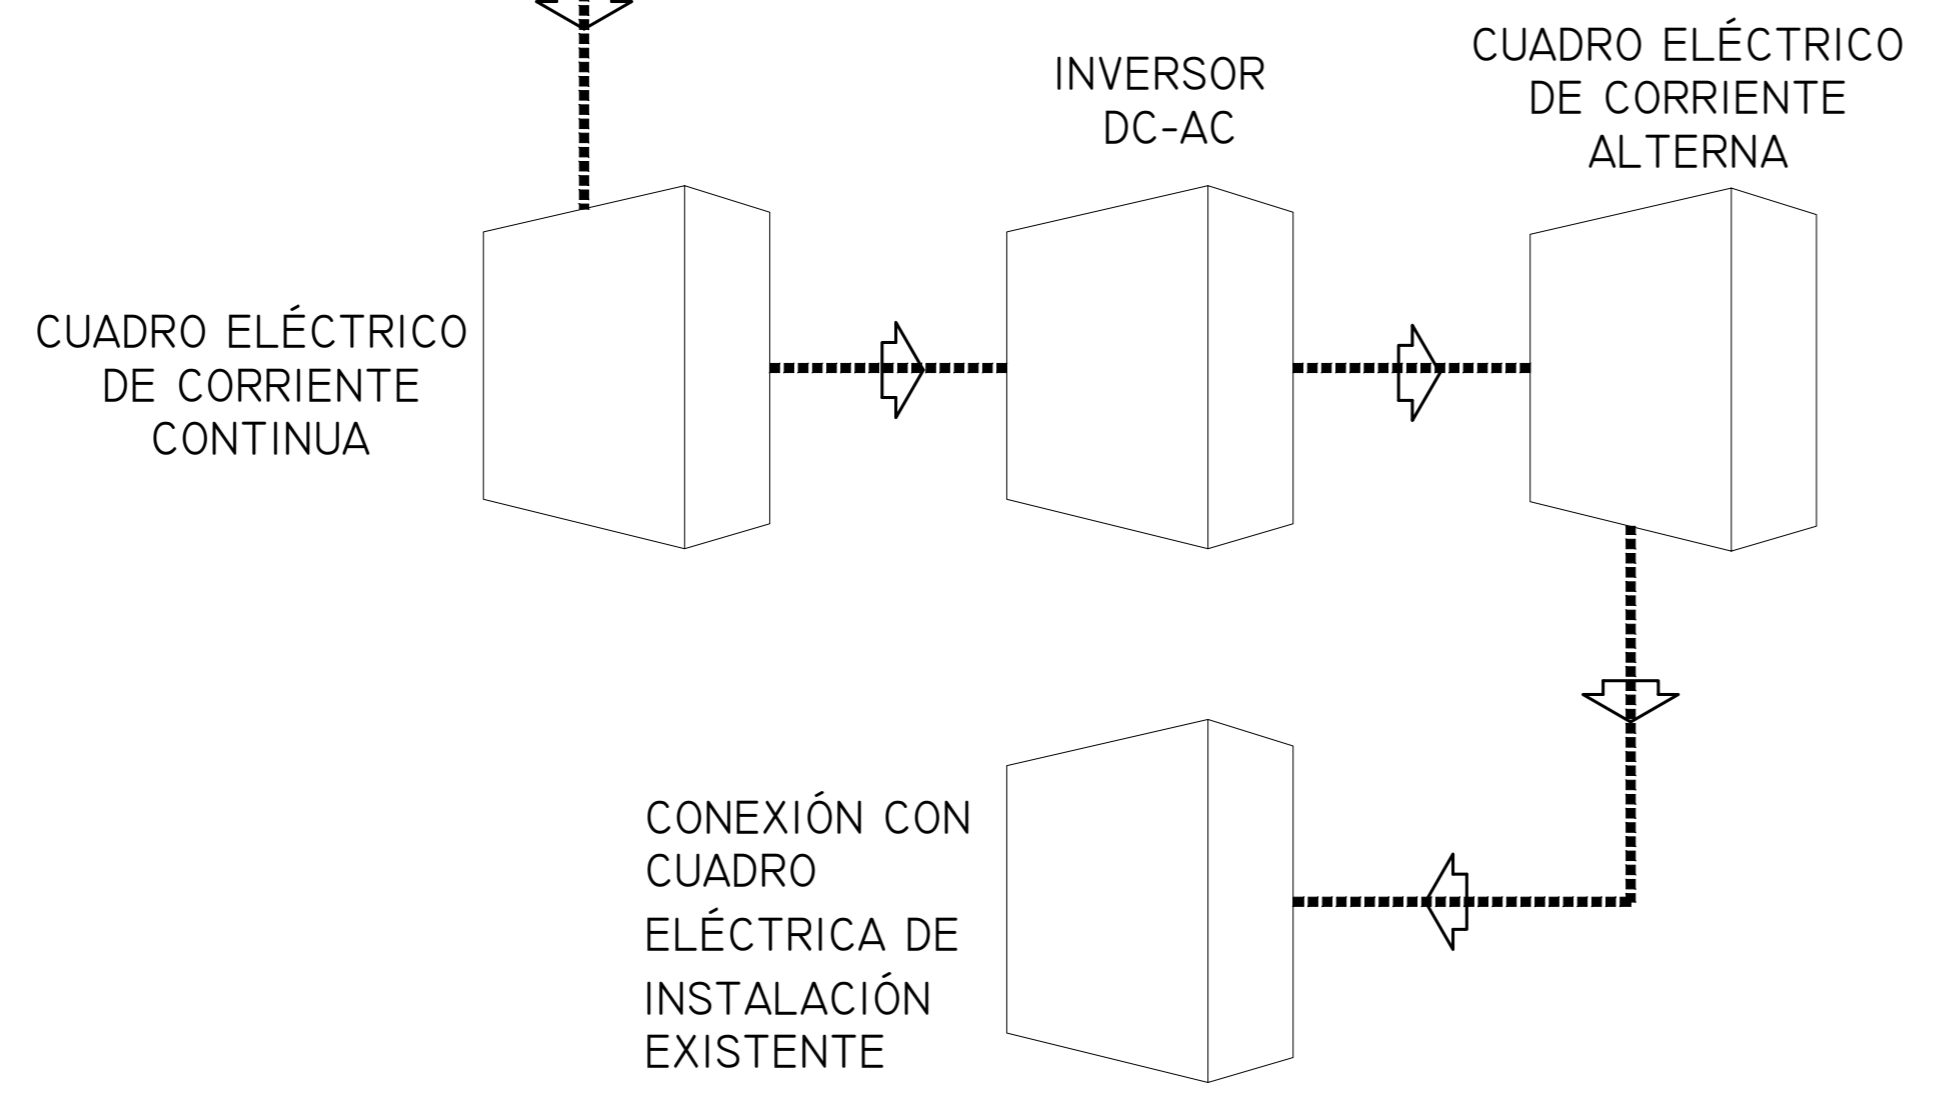 CUADRO ELÉCTRICO
DE CORRIENTE
CONTINUA
INVERSOR
DC-AC
CUADRO ELÉCTRICO
DE CORRIENTE
ALTERNA
CONEXIÓN CON
CUADRO
ELÉCTRICA DE
INSTALACIÓN
EXISTENTE